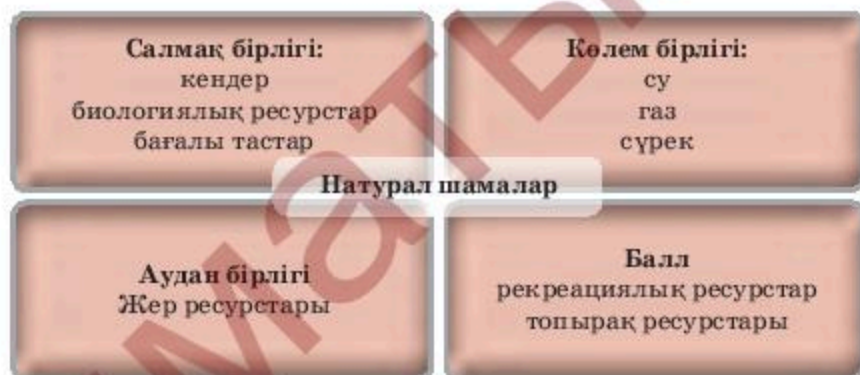 Салмақ бірлігі:
кендер
биологиялық ресурстар
бағалы тастар
Көлем бірлігі:
су
газ
сүрек
Натурал шамалар
Аудан бірлігі
Жер ресурстары
Балл
рекреациялық ресурстар
топырақ ресурстары